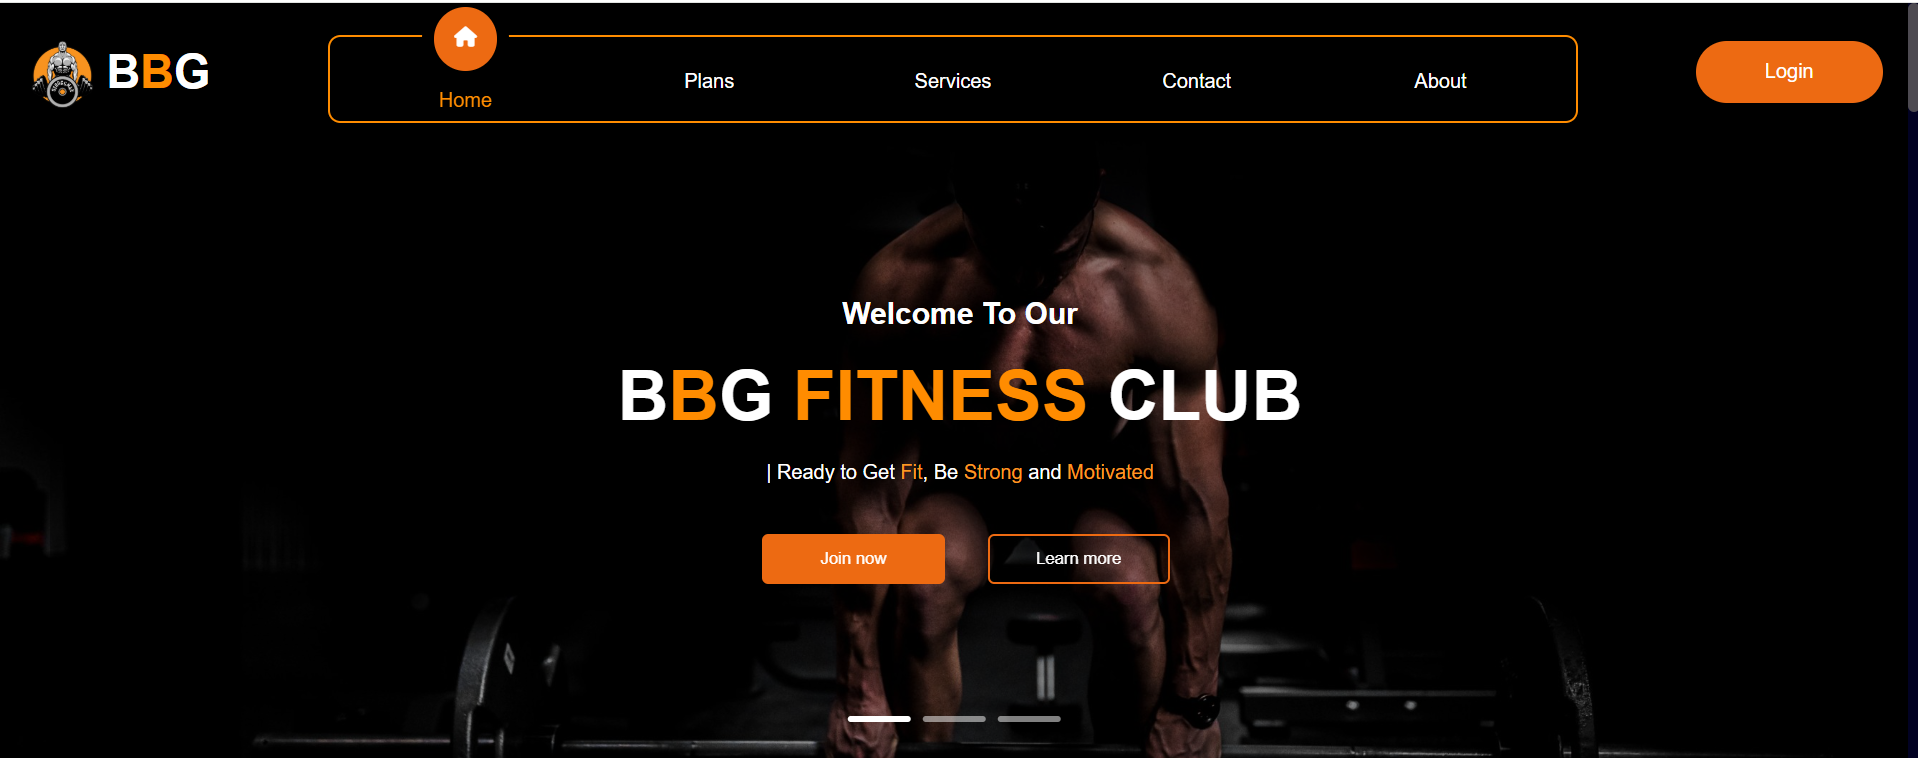 BBG
Home
Plans
Services
Contact
About
Login
Welcome To Our
BBG FITNESS CLUB
| Ready to Get Fit, Be Strong and Motivated
Join now
Learn more